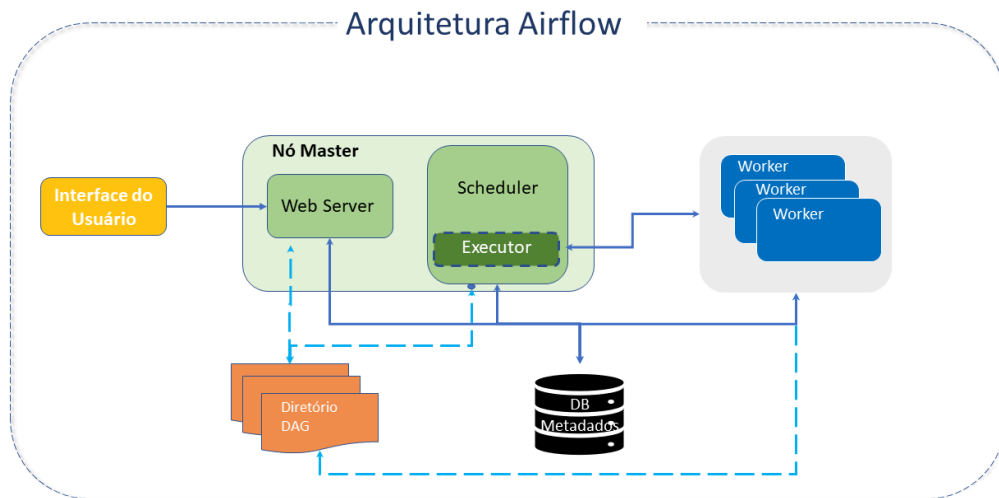 Arquitetura Airflow
Nó Master
Interface do
Usuário
Web Server
Scheduler
Executor
Worker
Worker
Worker
Diretório
DAG
DB
Metadados